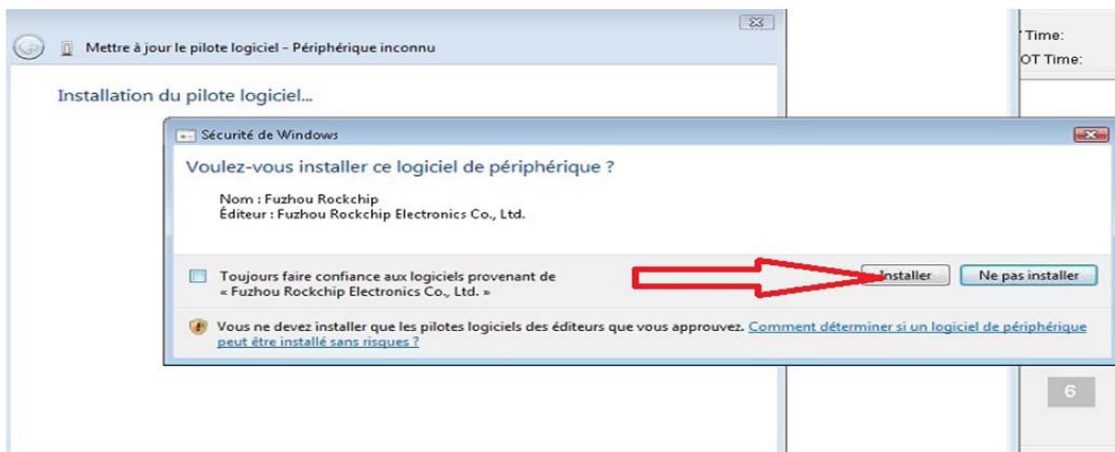 Mettre à jour le pilote logiciel - Périphérique inconnu
Time:
OT Time:
Installation du pilote logiciel...
Sécurité de Windows
Voulez-vous installer ce logiciel de périphérique ?
Nom : Fuzhou Rockchip
Éditeur : Fuzhou Rockchip Electronics Co., Ltd.
Toujours faire confiance aux logiciels provenant de
« Fuzhou Rockchip Electronics Co., Ltd. »
Installer
Ne pas installer
Vous ne devez installer que les pilotes logiciels des éditeurs que vous approuvez. Comment déterminer si un logiciel de périphérique
peut être installé sans risques ?
6